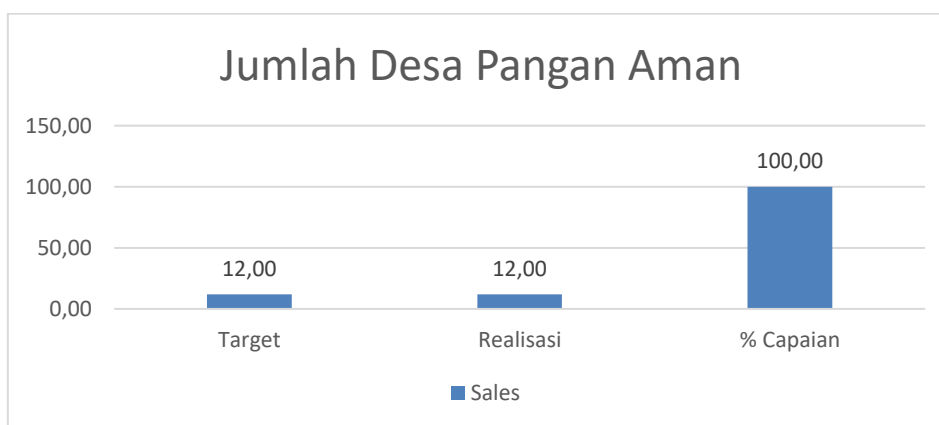 Jumlah Desa Pangan Aman
150,00
100,00
50,00
0,00
12,00
12,00
100,00
Target
Realisasi
% Capaian
Sales